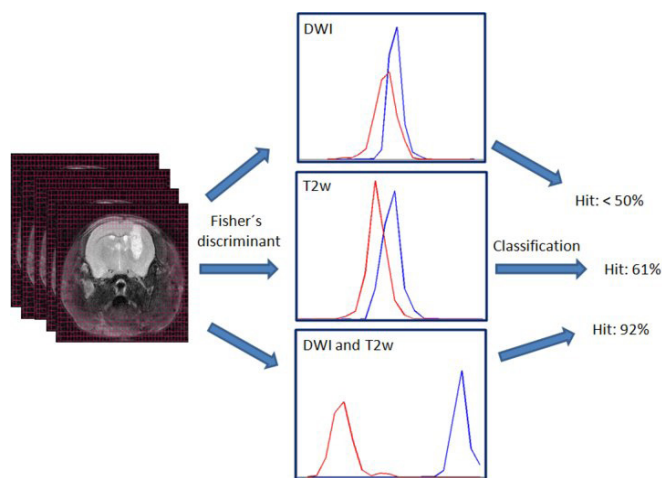 DWI
T2w
Fisher´s
discriminant
Classification
Hit: < 50%
Hit: 61%
Hit: 92%
DWI and T2w